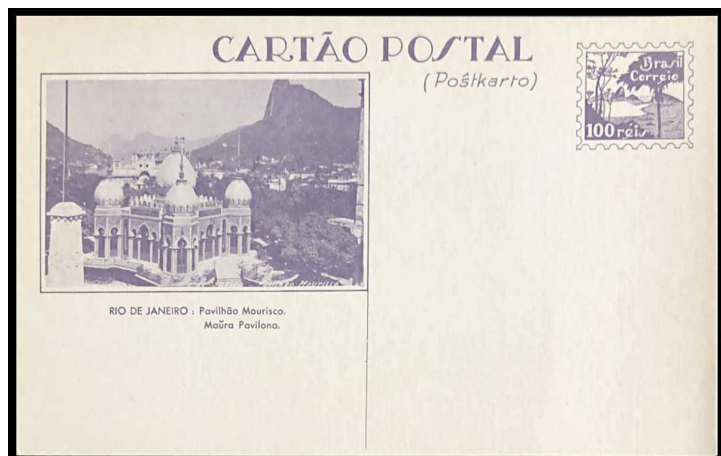 CARTÃO POSTAL
(Poŝtkarto)
Brasil
Correio
100 réis
RIO DE JANEIRO : Pavilhão Mourisco.
Maŭra Pavilono.